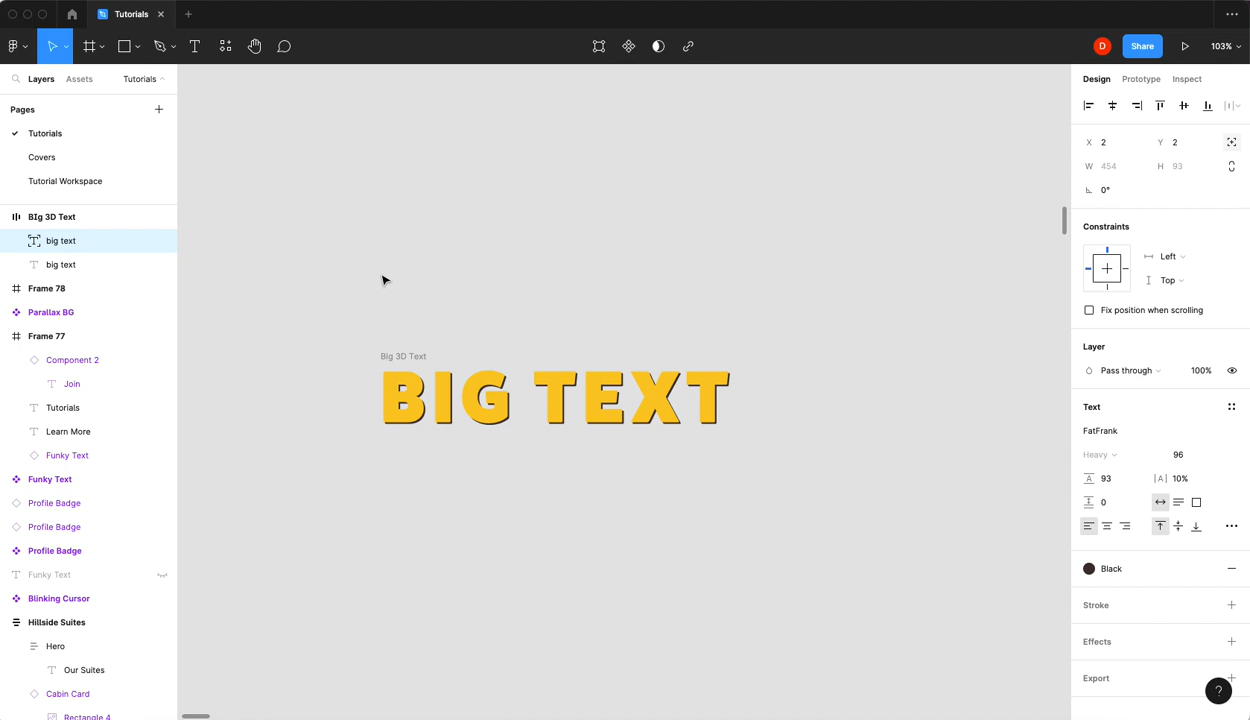 Tutorials
D
Share
103%
Layers
Assets
Tutorials
Pages
Tutorials
Covers
Tutorial Workspace
BIg 3D Text
big text
big text
Frame 78
Parallax BG
Frame 77
Component 2
Join
Tutorials
Learn More
Funky Text
Funky Text
Profile Badge
Profile Badge
Profile Badge
Funky Text
Blinking Cursor
Hillside Suites
Hero
Our Suites
Cabin Card
Rectangle 4
Big 3D Text
BIG TEXT
Design
Prototype
Inspect
X 2
Y 2
W 454
H 93
0°
Constraints
Left
Top
Fix position when scrolling
Layer
Pass through
100%
Text
FatFrank
Heavy
96
A 93
|A| 10%
0
Black
Stroke
Effects
Export
?